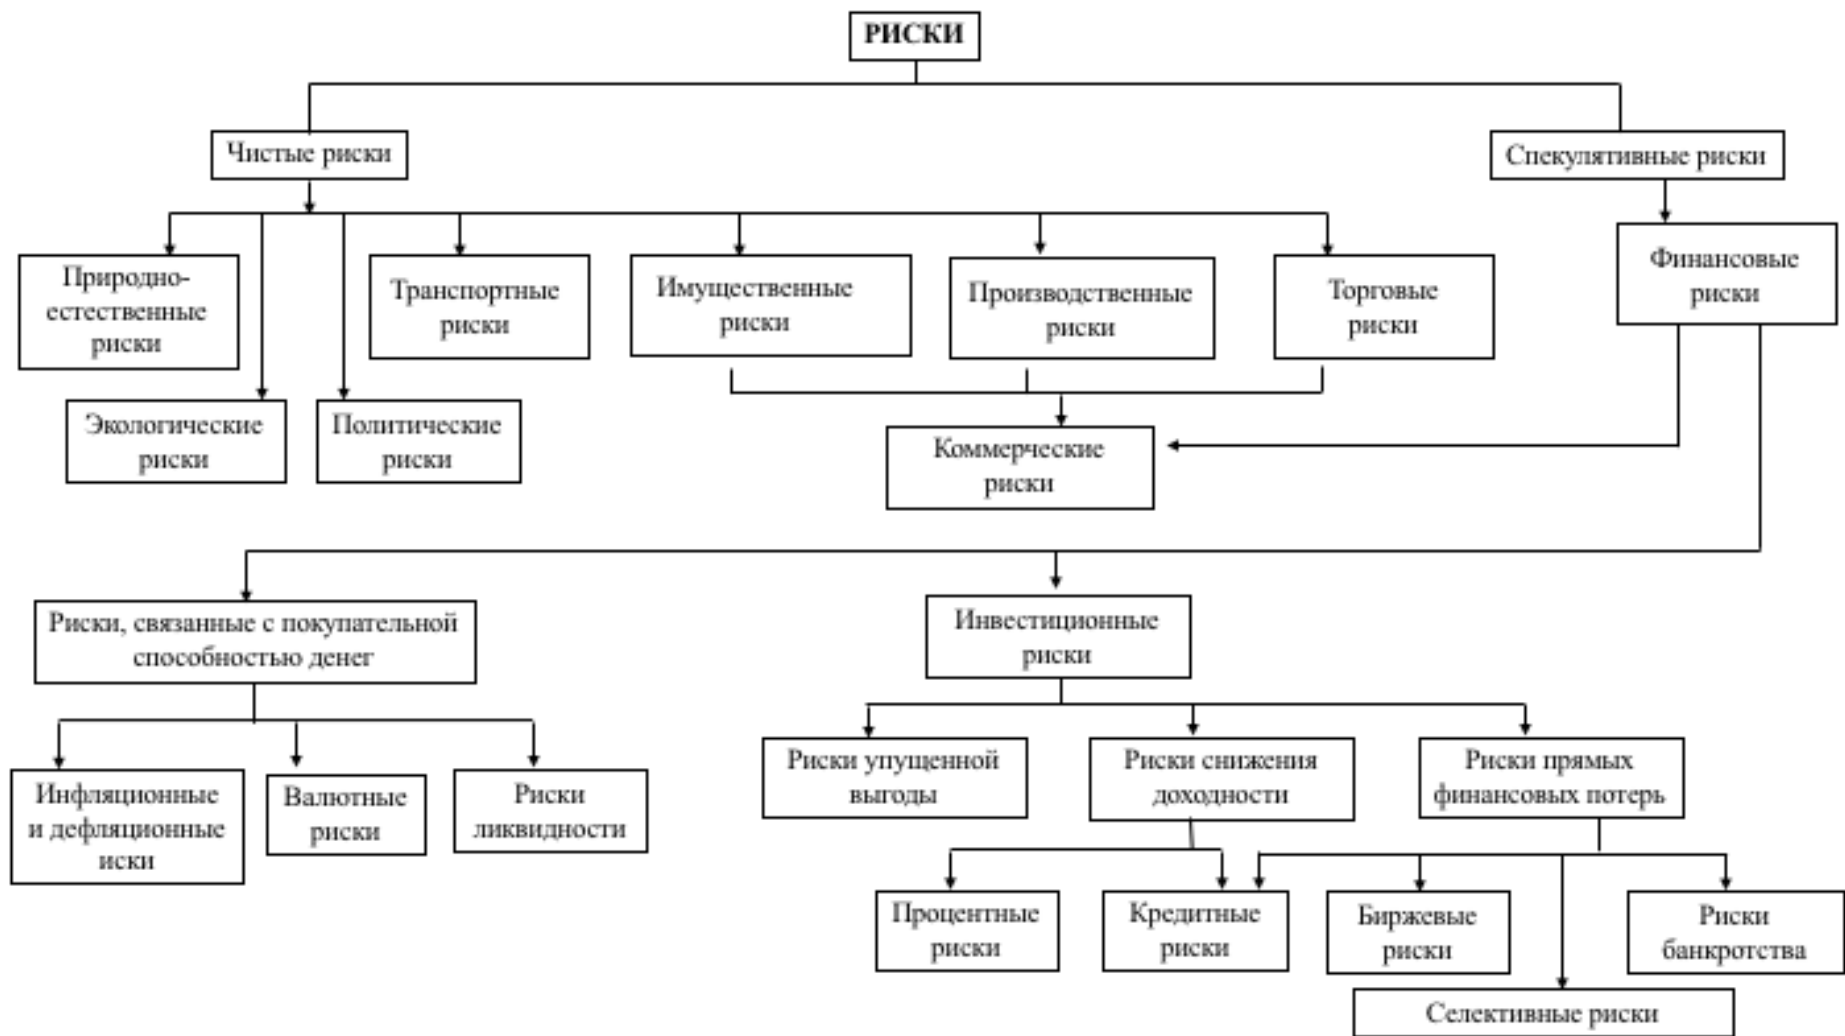 РИСКИ
Чистые риски
Спекулятивные риски
Природно-
естественные
риски
Транспортные
риски
Имущественные
риски
Производственные
риски
Торговые
риски
Финансовые
риски
Экологические
риски
Политические
риски
Коммерческие
риски
Риски, связанные с покупательной
способностью денег
Инвестиционные
риски
Инфляционные
и дефляционные
иски
Валютные
риски
Риски
ликвидности
Риски упущенной
выгоды
Риски снижения
доходности
Риски прямых
финансовых потерь
Процентные
риски
Кредитные
риски
Биржевые
риски
Риски
банкротства
Селективные риски